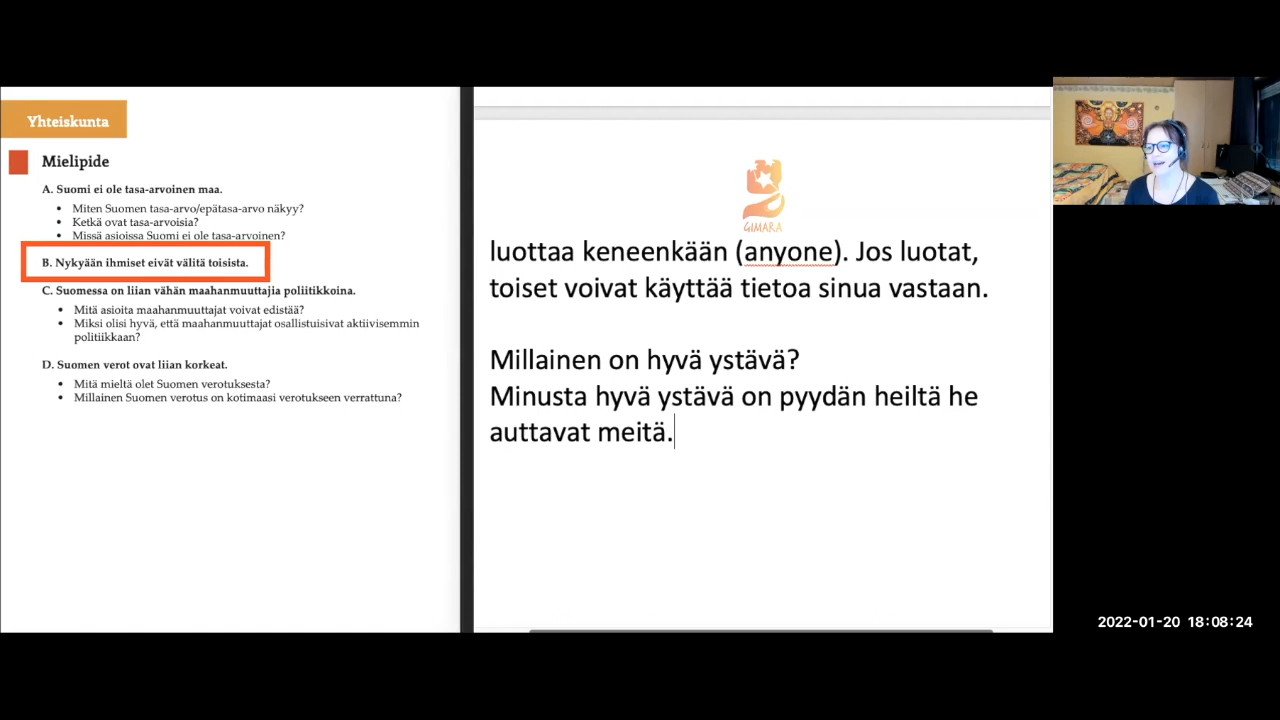 Yhteiskunta
Mielipide
A. Suomi ei ole tasa-arvoinen maa.
• Miten Suomen tasa-arvo/epätasa-arvo näkyy?
• Ketkä ovat tasa-arvoisia?
• Missä asioissa Suomi ei ole tasa-arvoinen?
B. Nykyään ihmiset eivät välitä toisista.
C. Suomessa on liian vähän maahanmuuttajia poliitikkoina.
• Mitä asioita maahanmuuttajat voivat edistää?
• Miksi olisi hyvä, että maahanmuuttajat osallistuisivat aktiivisemmin
politiikkaan?
D. Suomen verot ovat liian korkeat.
• Mitä mieltä olet Suomen verotuksesta?
• Millainen Suomen verotus on kotimaasi verotukseen verrattuna?
GIMARA
luottaa keneenkään (anyone). Jos luotat,
toiset voivat käyttää tietoa sinua vastaan.
Millainen on hyvä ystävä?
Minusta hyvä ystävä on pyydän heiltä he
auttavat meitä.
2022-01-20 18:08:24